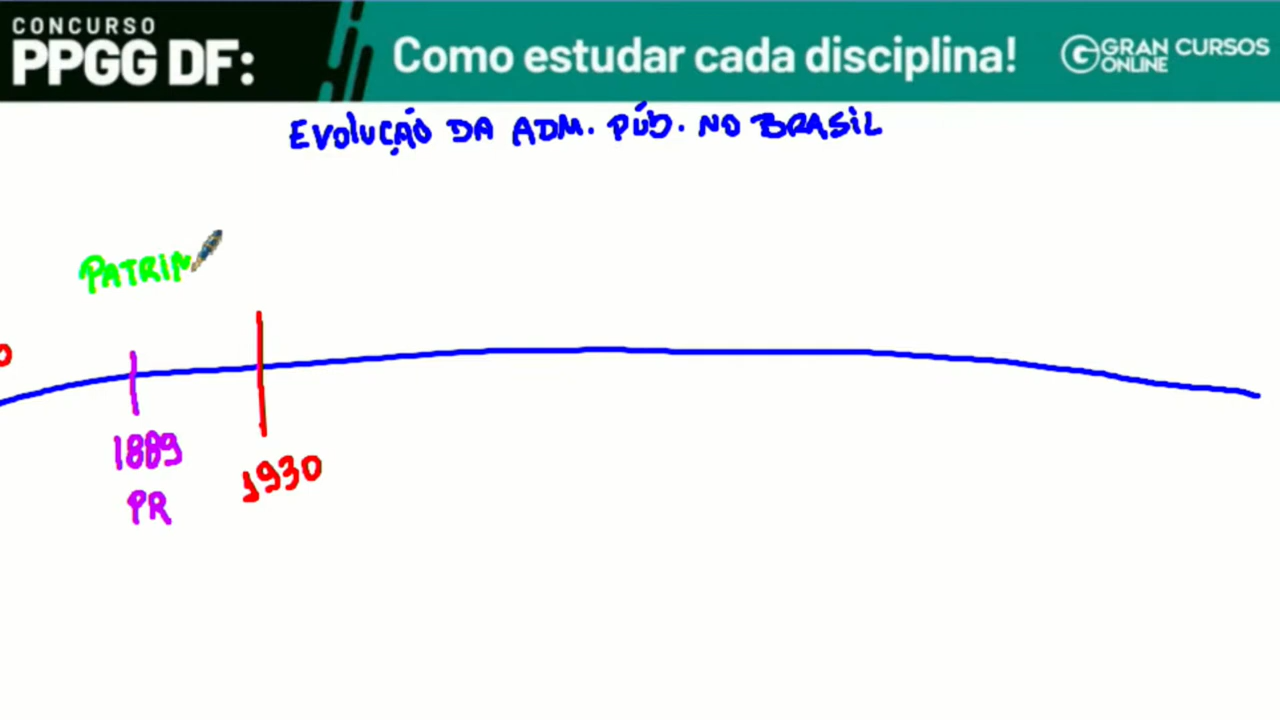 CONCURSO
PPGG DF:
Como estudar cada disciplina!
GRAN CURSOS
ONLINE
EVOLUÇÃO DA ADM. PÚB. NO BRASIL
PATRIM
1889
PR
1930